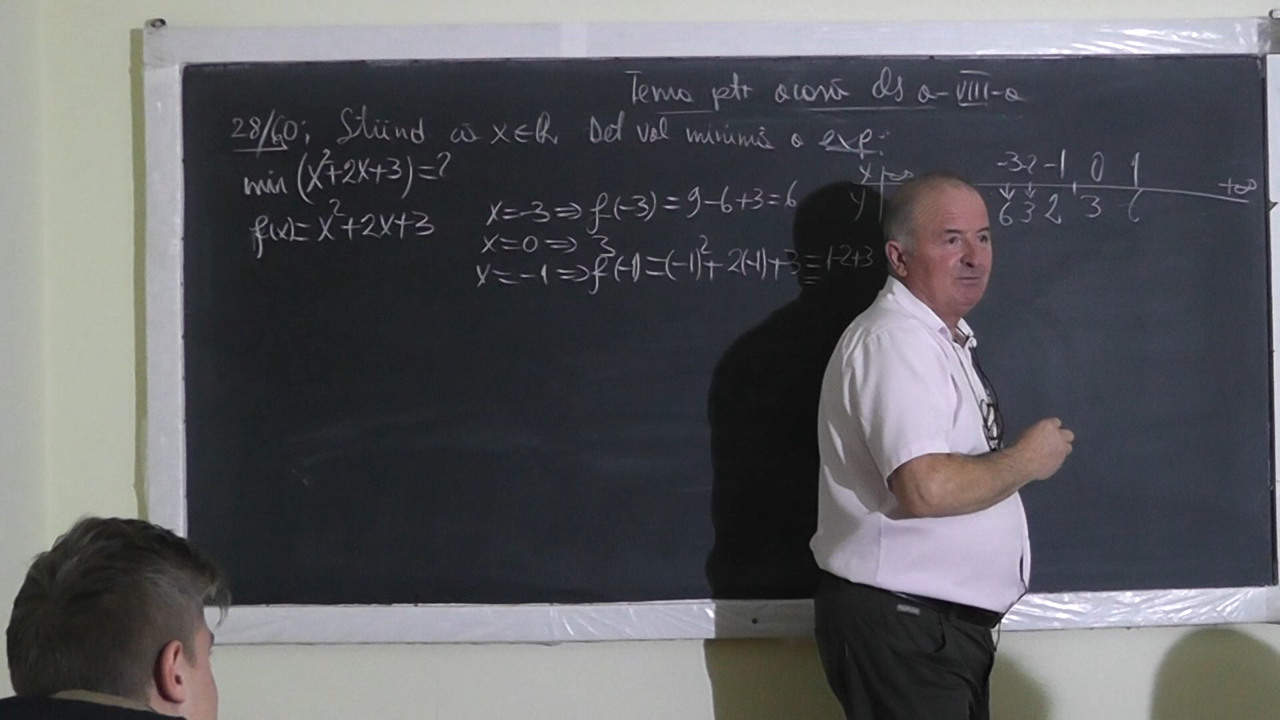 Tema ptr acasă cls a-VIII-a
28/60; Știind că x∈R, Det val minimă a exp:
min (x²+2x+3)=?
f(x)=x²+2x+3
x=-3⇒f(-3)=9-6+3=6
x=0⇒3
x=-1⇒f(-1)=(-1)²+2(-1)+3=1-2+3
x -∞ -3 -2 -1 0 1 +∞
y 6 3 2 3 6